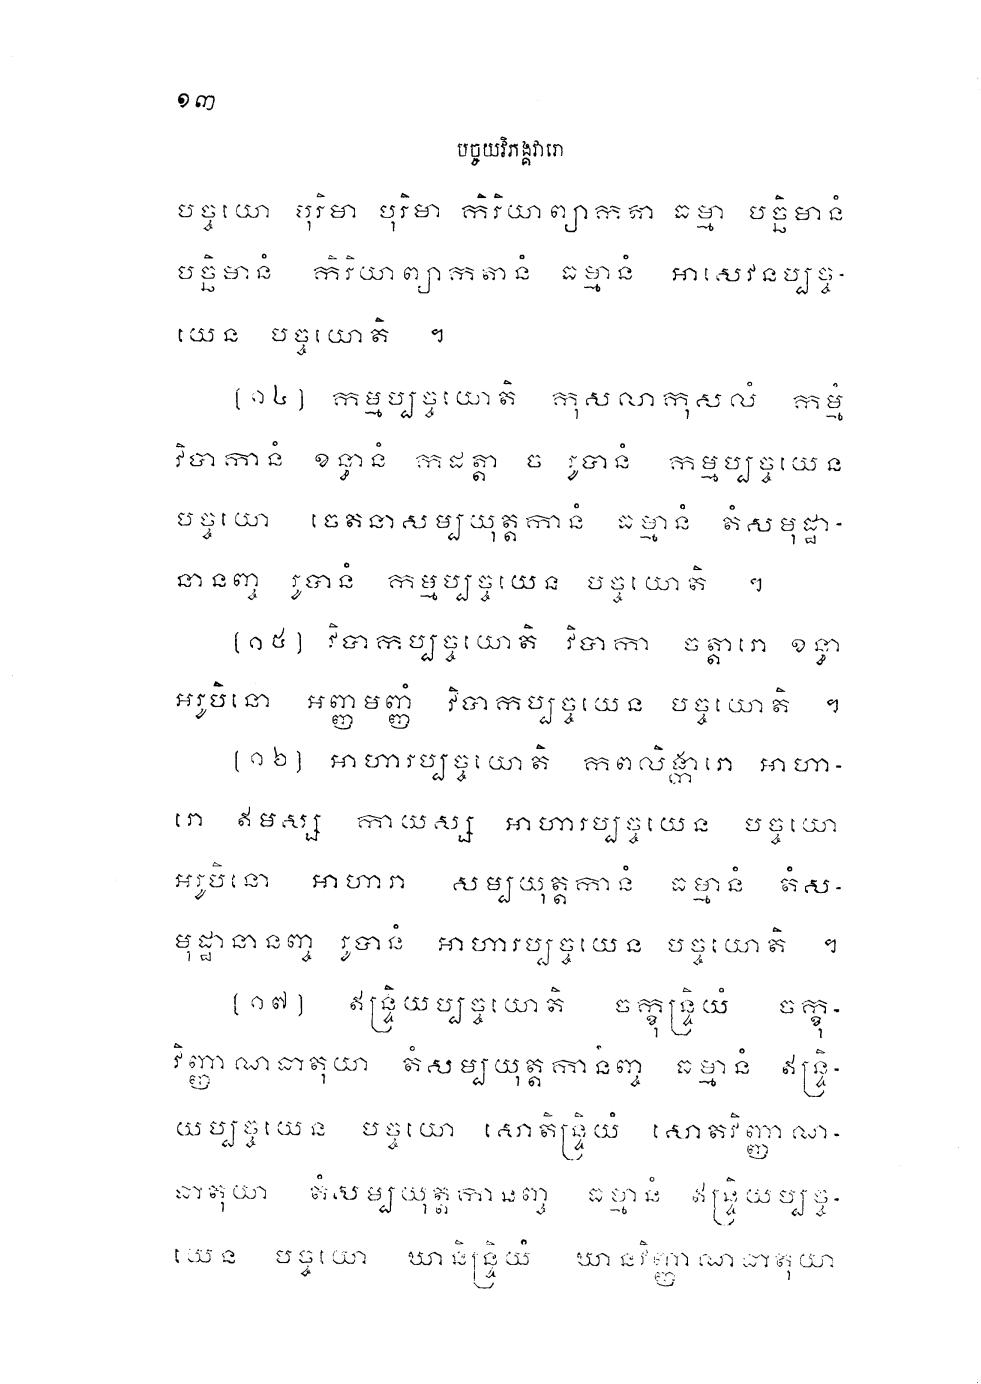 ១៣
បច្ចយវិភង្គវារោ
បច្ចយោ បុរិមា បុរិមា កិរិយាព្យាកតា ធម្មា បច្ឆិមានំ
បច្ឆិមានំ កិរិយាព្យាកតានំ ធម្មានំ អាសេវនប្បច្ច-
យេន បច្ចយោតិ ។
[១៤] កម្មប្បច្ចយោតិ កុសលាកុសលំ កម្មំ
វិបាកានំ ខន្ធានំ កដត្តា ច រូបានំ កម្មប្បច្ចយេន
បច្ចយោ ចេតនាសម្បយុត្តកានំ ធម្មានំ តំសមុដ្ឋា-
នានញ្ច រូបានំ កម្មប្បច្ចយេន បច្ចយោតិ ។
[១៥] វិបាកប្បច្ចយោតិ វិបាកា ចត្តារោ ខន្ធា
អរូបិនោ អញ្ញមញ្ញំ វិបាកប្បច្ចយេន បច្ចយោតិ ។
[១៦] អាហារប្បច្ចយោតិ កពលិង្ការោ អាហា-
រោ ឥមស្ស កាយស្ស អាហារប្បច្ចយេន បច្ចយោ
អរូបិនោ អាហារា សម្បយុត្តកានំ ធម្មានំ តំស-
មុដ្ឋានានញ្ច រូបានំ អាហារប្បច្ចយេន បច្ចយោតិ ។
[១៧] ឥន្ទ្រិយប្បច្ចយោតិ ចក្ខុន្ទ្រិយំ ចក្ខុ-
វិញ្ញាណធាតុយា តំសម្បយុត្តកានំញ្ច ធម្មានំ ឥន្ទ្រិ-
យប្បច្ចយេន បច្ចយោ សោតិន្ទ្រិយំ សោតវិញ្ញាណ-
ធាតុយា តំសម្បយុត្តកានញ្ច ធម្មានំ ឥន្ទ្រិយប្បច្ច-
យេន បច្ចយោ ឃានិន្ទ្រិយំ ឃានវិញ្ញាណធាតុយា